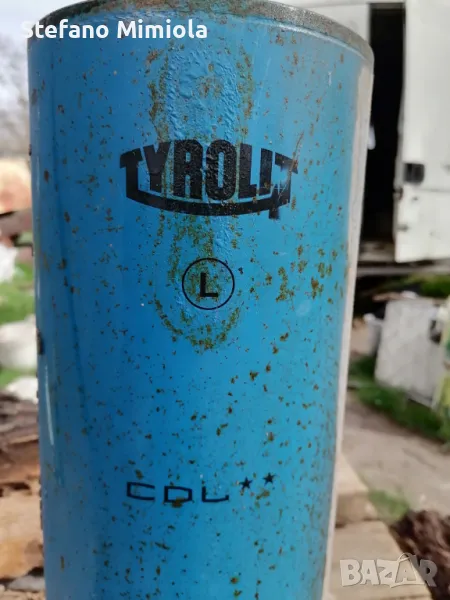 Stefano Mimiola
TYROLIT
L
CDL**
BAZAR